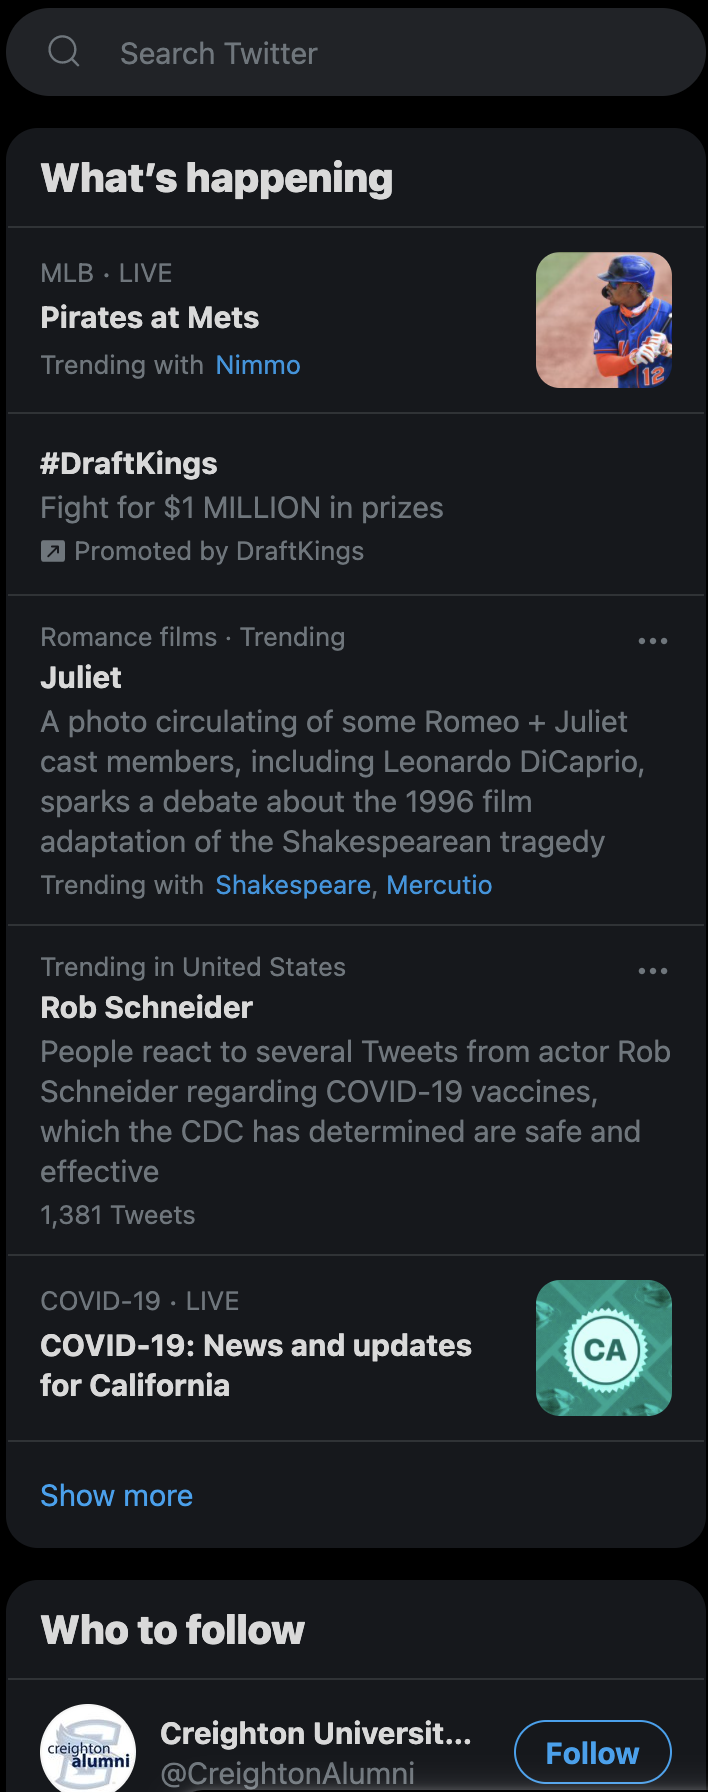 Search Twitter
What's happening
MLB · LIVE
Pirates at Mets
Trending with Nimmo
12
#DraftKings
Fight for $1 MILLION in prizes
Promoted by DraftKings
Romance films · Trending
Juliet
A photo circulating of some Romeo + Juliet
cast members, including Leonardo DiCaprio,
sparks a debate about the 1996 film
adaptation of the Shakespearean tragedy
Trending with Shakespeare, Mercutio
Trending in United States
Rob Schneider
People react to several Tweets from actor Rob
Schneider regarding COVID-19 vaccines,
which the CDC has determined are safe and
effective
1,381 Tweets
COVID-19 · LIVE
COVID-19: News and updates
for California
CA
Show more
Who to follow
creighton
alumni
Creighton Universit...
@CreightonAlumni
Follow